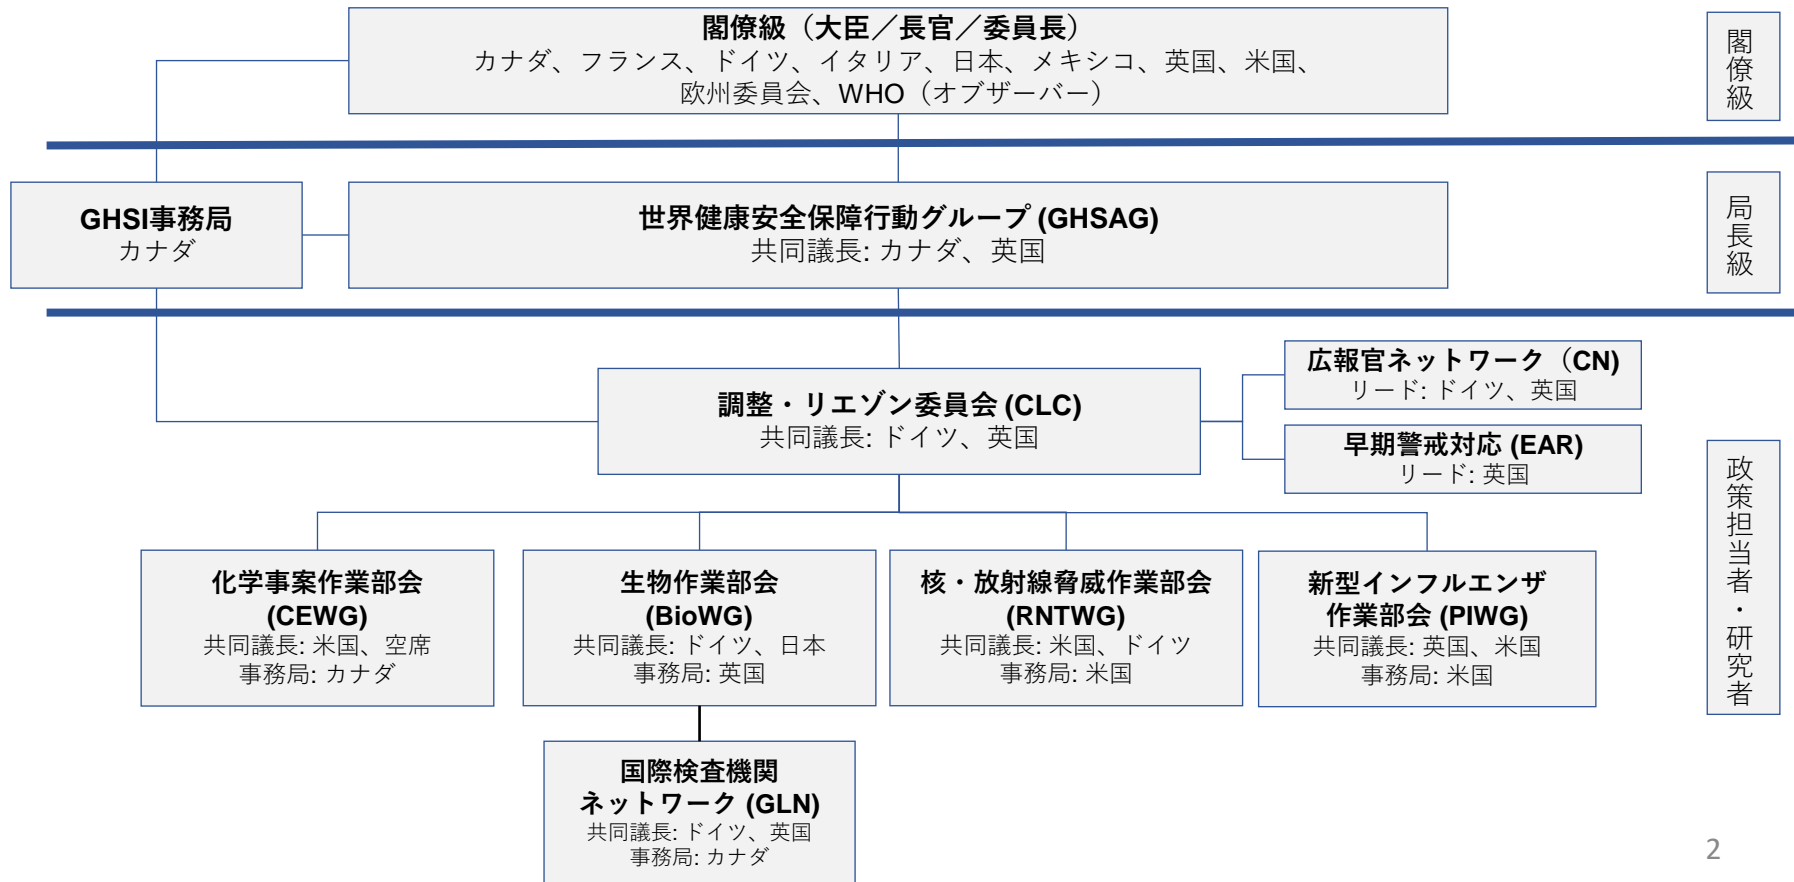 閣僚級（大臣／長官／委員長）
カナダ、フランス、ドイツ、イタリア、日本、メキシコ、英国、米国、
欧州委員会、WHO（オブザーバー）
閣僚級
GHSI事務局
カナダ
世界健康安全保障行動グループ (GHSAG)
共同議長: カナダ、英国
局長級
調整・リエゾン委員会 (CLC)
共同議長: ドイツ、英国
広報官ネットワーク（CN)
リード: ドイツ、英国
早期警戒対応 (EAR)
リード: 英国
政策担当者・研究者
化学事案作業部会
(CEWG)
共同議長: 米国、空席
事務局: カナダ
生物作業部会
(BioWG)
共同議長: ドイツ、日本
事務局: 英国
核・放射線脅威作業部会
(RNTWG)
共同議長: 米国、ドイツ
事務局: 米国
新型インフルエンザ
作業部会 (PIWG)
共同議長: 英国、米国
事務局: 米国
国際検査機関
ネットワーク (GLN)
共同議長: ドイツ、英国
事務局: カナダ
2